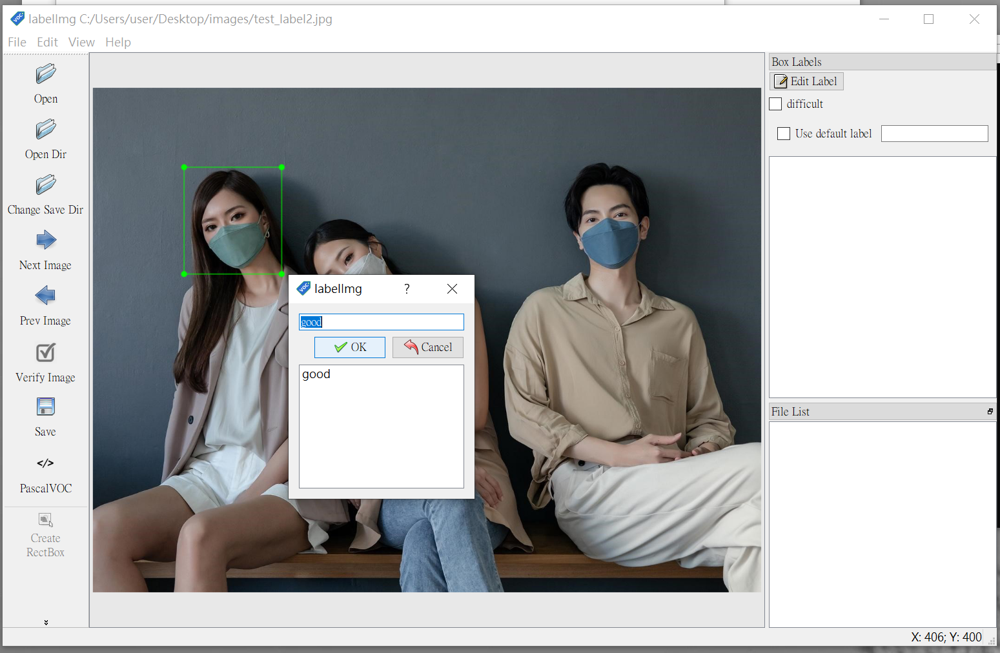 labelImg C:/Users/user/Desktop/images/test_label2.jpg
File Edit View Help
Open
Open Dir
Change Save Dir
Next Image
Prev Image
Verify Image
Save
</>
PascalVOC
Create
RectBox
VOC
labelImg ?
good
OK Cancel
good
Box Labels
Edit Label
difficult
Use default label
File List
X: 406; Y: 400